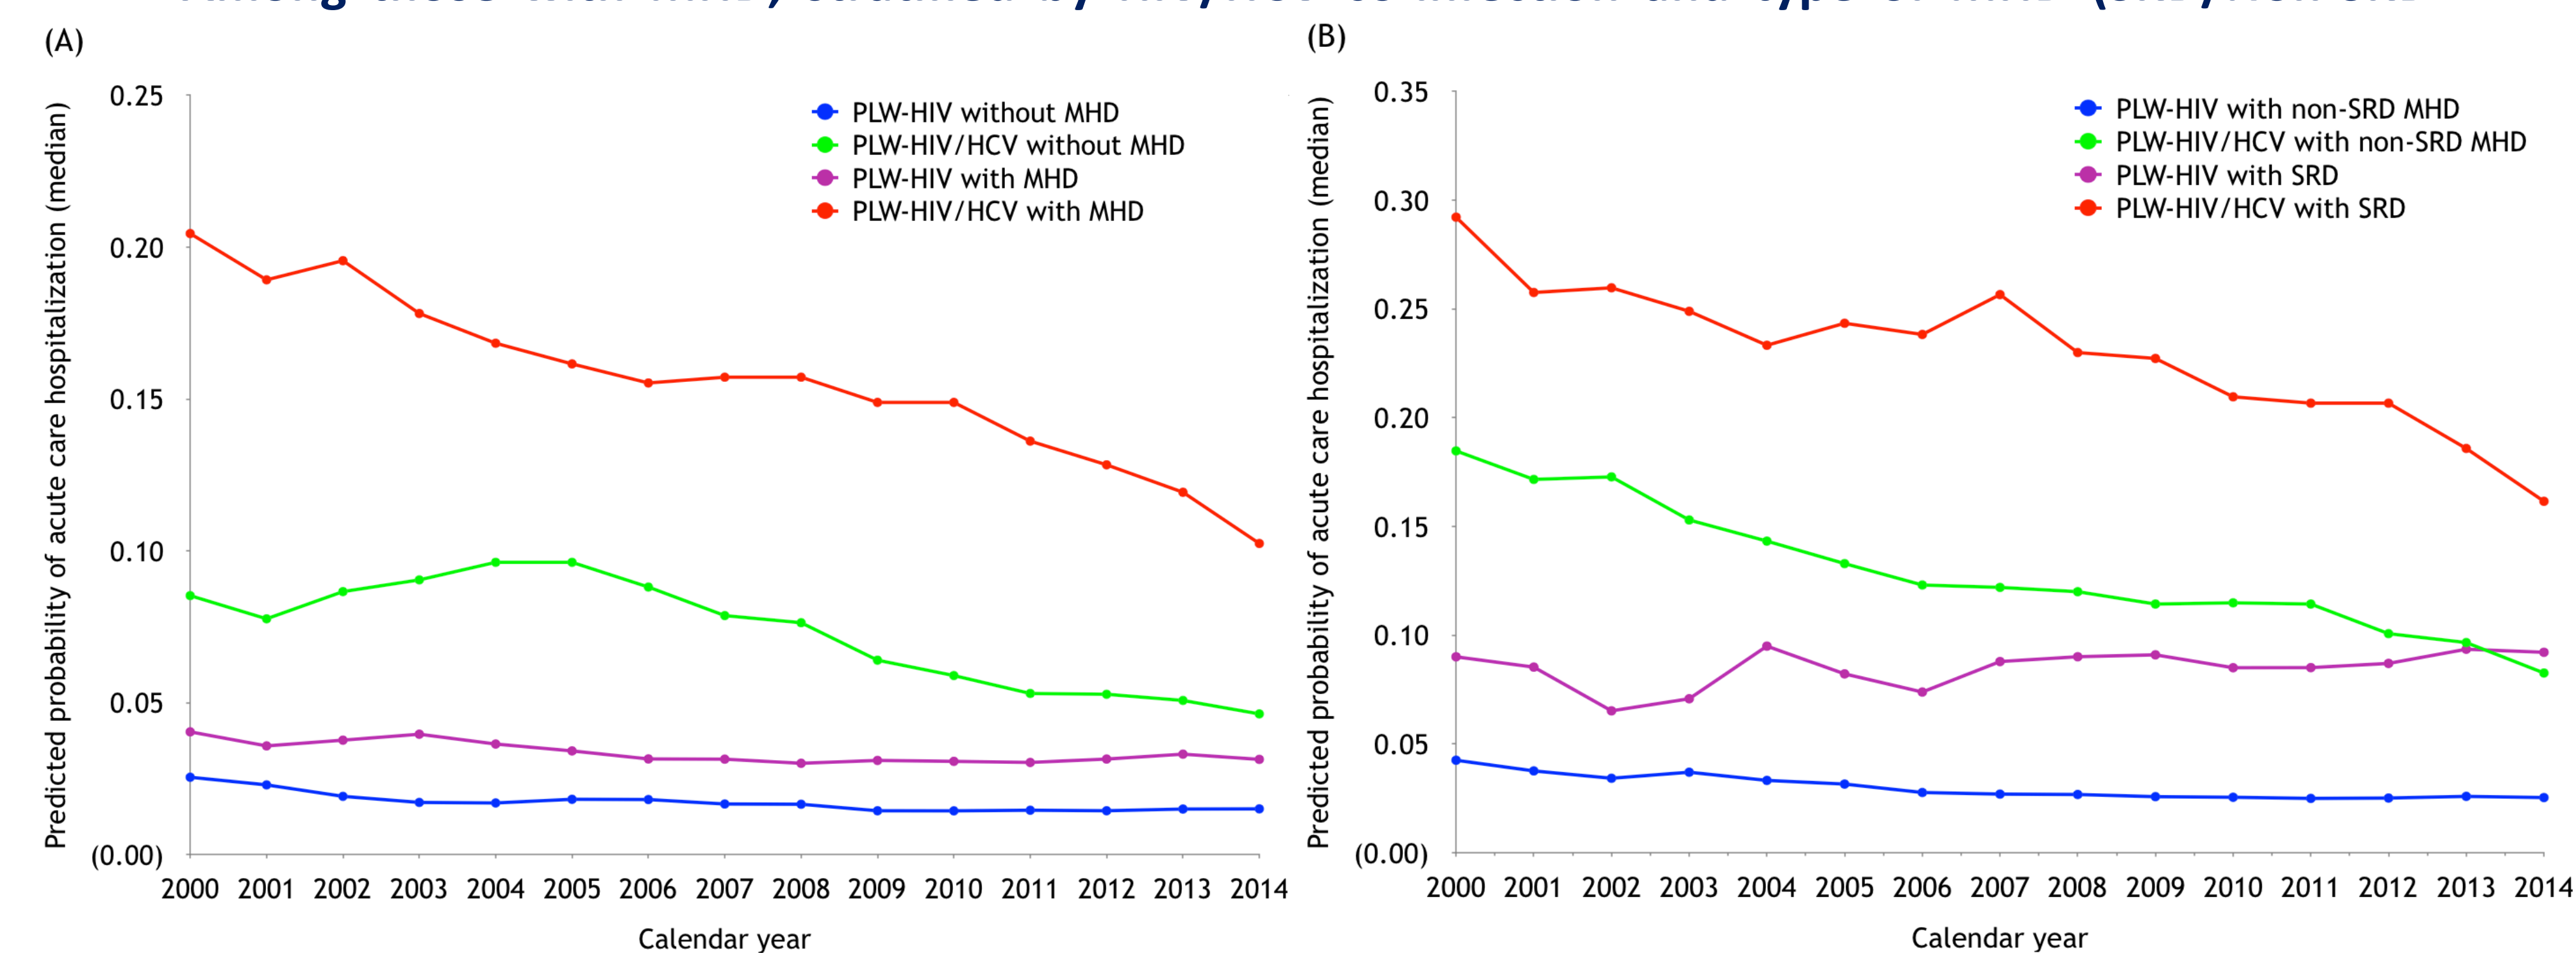 (A)
Predicted probability of acute care hospitalization (median)
0.25
0.20
0.15
0.10
0.05
(0.00)
PLW-HIV without MHD
PLW-HIV/HCV without MHD
PLW-HIV with MHD
PLW-HIV/HCV with MHD
2000 2001 2002 2003 2004 2005 2006 2007 2008 2009 2010 2011 2012 2013 2014
Calendar year
(B)
Predicted probability of acute care hospitalization (median)
0.35
0.30
0.25
0.20
0.15
0.10
0.05
(0.00)
PLW-HIV with non-SRD MHD
PLW-HIV/HCV with non-SRD MHD
PLW-HIV with SRD
PLW-HIV/HCV with SRD
2000 2001 2002 2003 2004 2005 2006 2007 2008 2009 2010 2011 2012 2013 2014
Calendar year